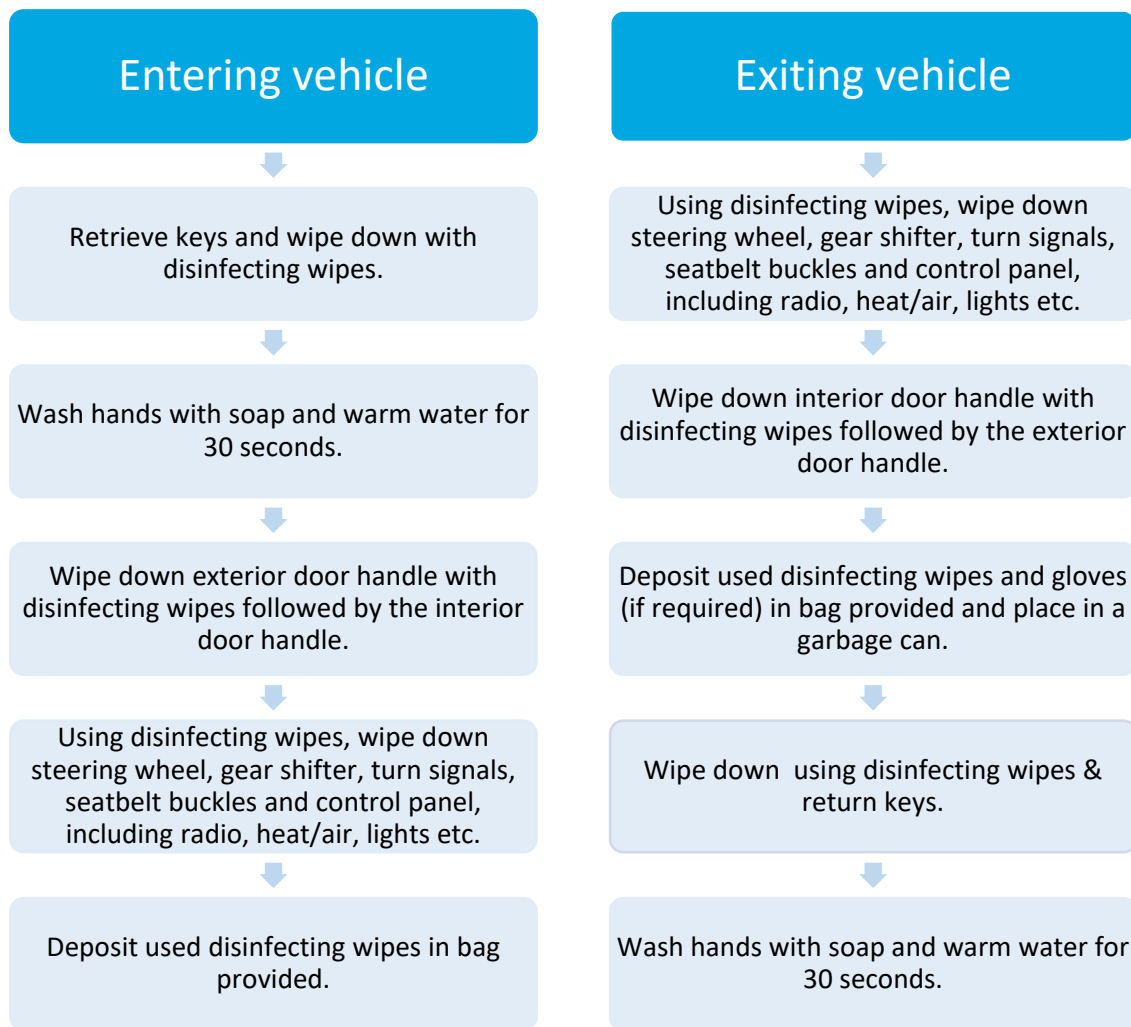 Entering vehicle
Retrieve keys and wipe down with
disinfecting wipes.
Wash hands with soap and warm water for
30 seconds.
Wipe down exterior door handle with
disinfecting wipes followed by the interior
door handle.
Using disinfecting wipes, wipe down
steering wheel, gear shifter, turn signals,
seatbelt buckles and control panel,
including radio, heat/air, lights etc.
Deposit used disinfecting wipes in bag
provided.
Exiting vehicle
Using disinfecting wipes, wipe down
steering wheel, gear shifter, turn signals,
seatbelt buckles and control panel,
including radio, heat/air, lights etc.
Wipe down interior door handle with
disinfecting wipes followed by the exterior
door handle.
Deposit used disinfecting wipes and gloves
(if required) in bag provided and place in a
garbage can.
Wipe down  using disinfecting wipes &
return keys.
Wash hands with soap and warm water for
30 seconds.